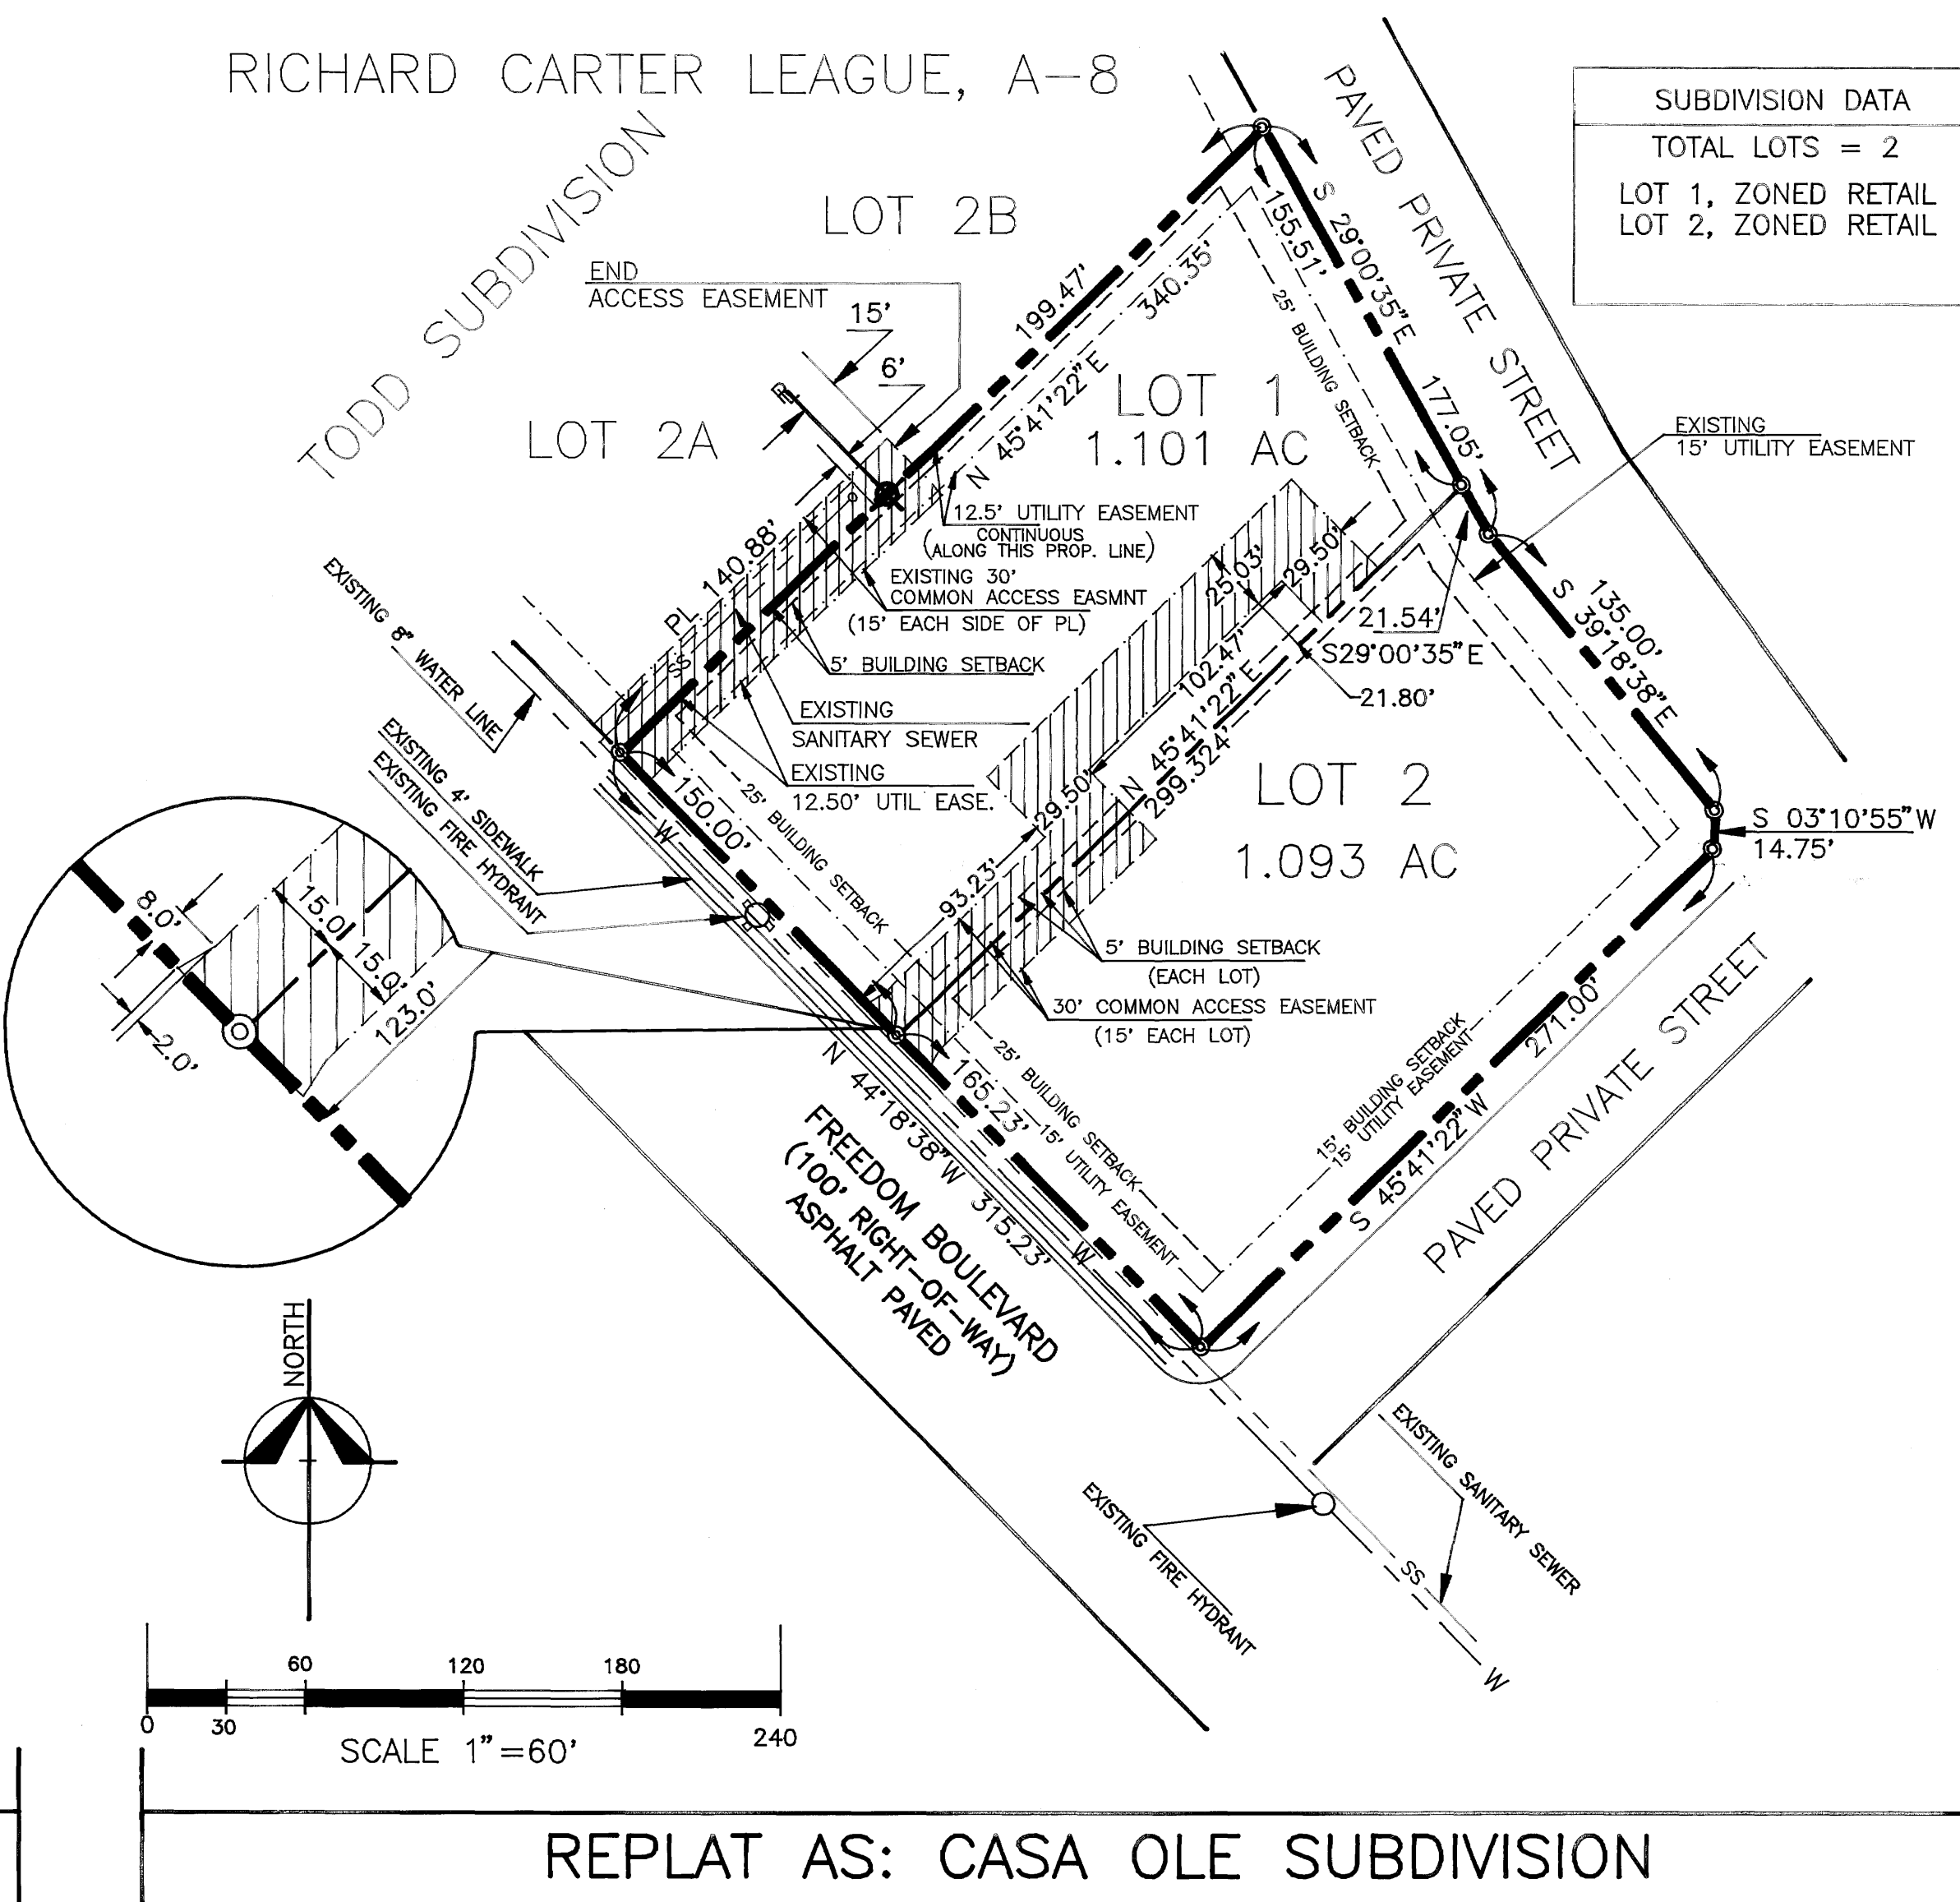 RICHARD CARTER LEAGUE, A-8
SUBDIVISION DATA
TOTAL LOTS = 2
LOT 1, ZONED RETAIL
LOT 2, ZONED RETAIL
TODD SUBDIVISION
LOT 2B
LOT 2A
END
ACCESS EASEMENT
15'
6'
PAVED PRIVATE STREET
S 29°00'35"E
155.51'
177.05'
199.47'
340.35'
N 45°41'22"E
25' BUILDING SETBACK
LOT 1
1.101 AC
EXISTING
15' UTILITY EASEMENT
12.5' UTILITY EASEMENT
CONTINUOUS
(ALONG THIS PROP. LINE)
140.88'
PL
SS
EXISTING 30'
COMMON ACCESS EASMNT
(15' EACH SIDE OF PL)
5' BUILDING SETBACK
EXISTING
SANITARY SEWER
EXISTING
12.50' UTIL EASE.
EXISTING 8" WATER LINE
EXISTING 4' SIDEWALK
EXISTING FIRE HYDRANT
150.00'
W
25' BUILDING SETBACK
25.03'
29.50'
102.47'
N 45°41'22"E
299.324'
29.50'
93.23'
21.54'
S29°00'35"E
21.80'
135.00'
S 39°18'38"E
S 03°10'55"W
14.75'
LOT 2
1.093 AC
5' BUILDING SETBACK
(EACH LOT)
30' COMMON ACCESS EASEMENT
(15' EACH LOT)
8.0'
15.0'
15.0'
123.0'
2.0'
165.23'
25' BUILDING SETBACK
15' UTILITY EASEMENT
N 44°18'38"W 315.23'
W
FREEDOM BOULEVARD
(100' RIGHT-OF-WAY)
ASPHALT PAVED
15' BUILDING SETBACK
15' UTILITY EASEMENT
271.00'
S 45°41'22"W
PAVED PRIVATE STREET
NORTH
EXISTING SANITARY SEWER
EXISTING FIRE HYDRANT
SS
W
60 120 180
0 30 240
SCALE 1"=60'
REPLAT AS: CASA OLE SUBDIVISION